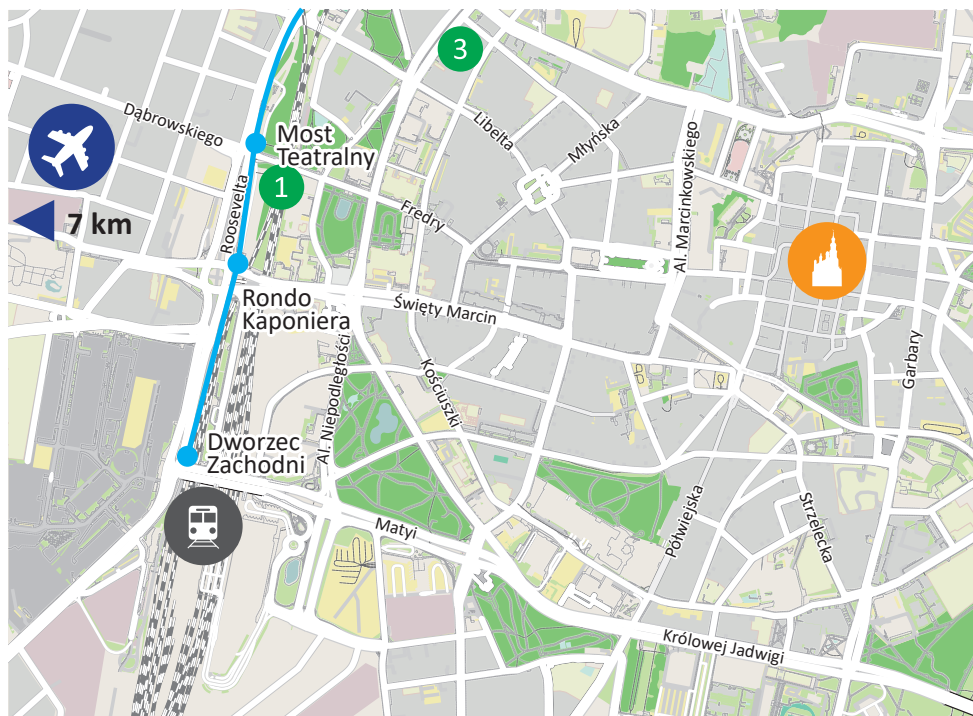 3
Dąbrowskiego
Most
Teatralny
Libelta
Młyńska
Al. Marcinkowskiego
1
Roosevelta
7 km
Fredry
Rondo
Kaponiera
Święty Marcin
Al. Niepodległości
Kościuszki
Garbary
Dworzec
Zachodni
Matyi
Półwiejska
Strzelecka
Królowej Jadwigi